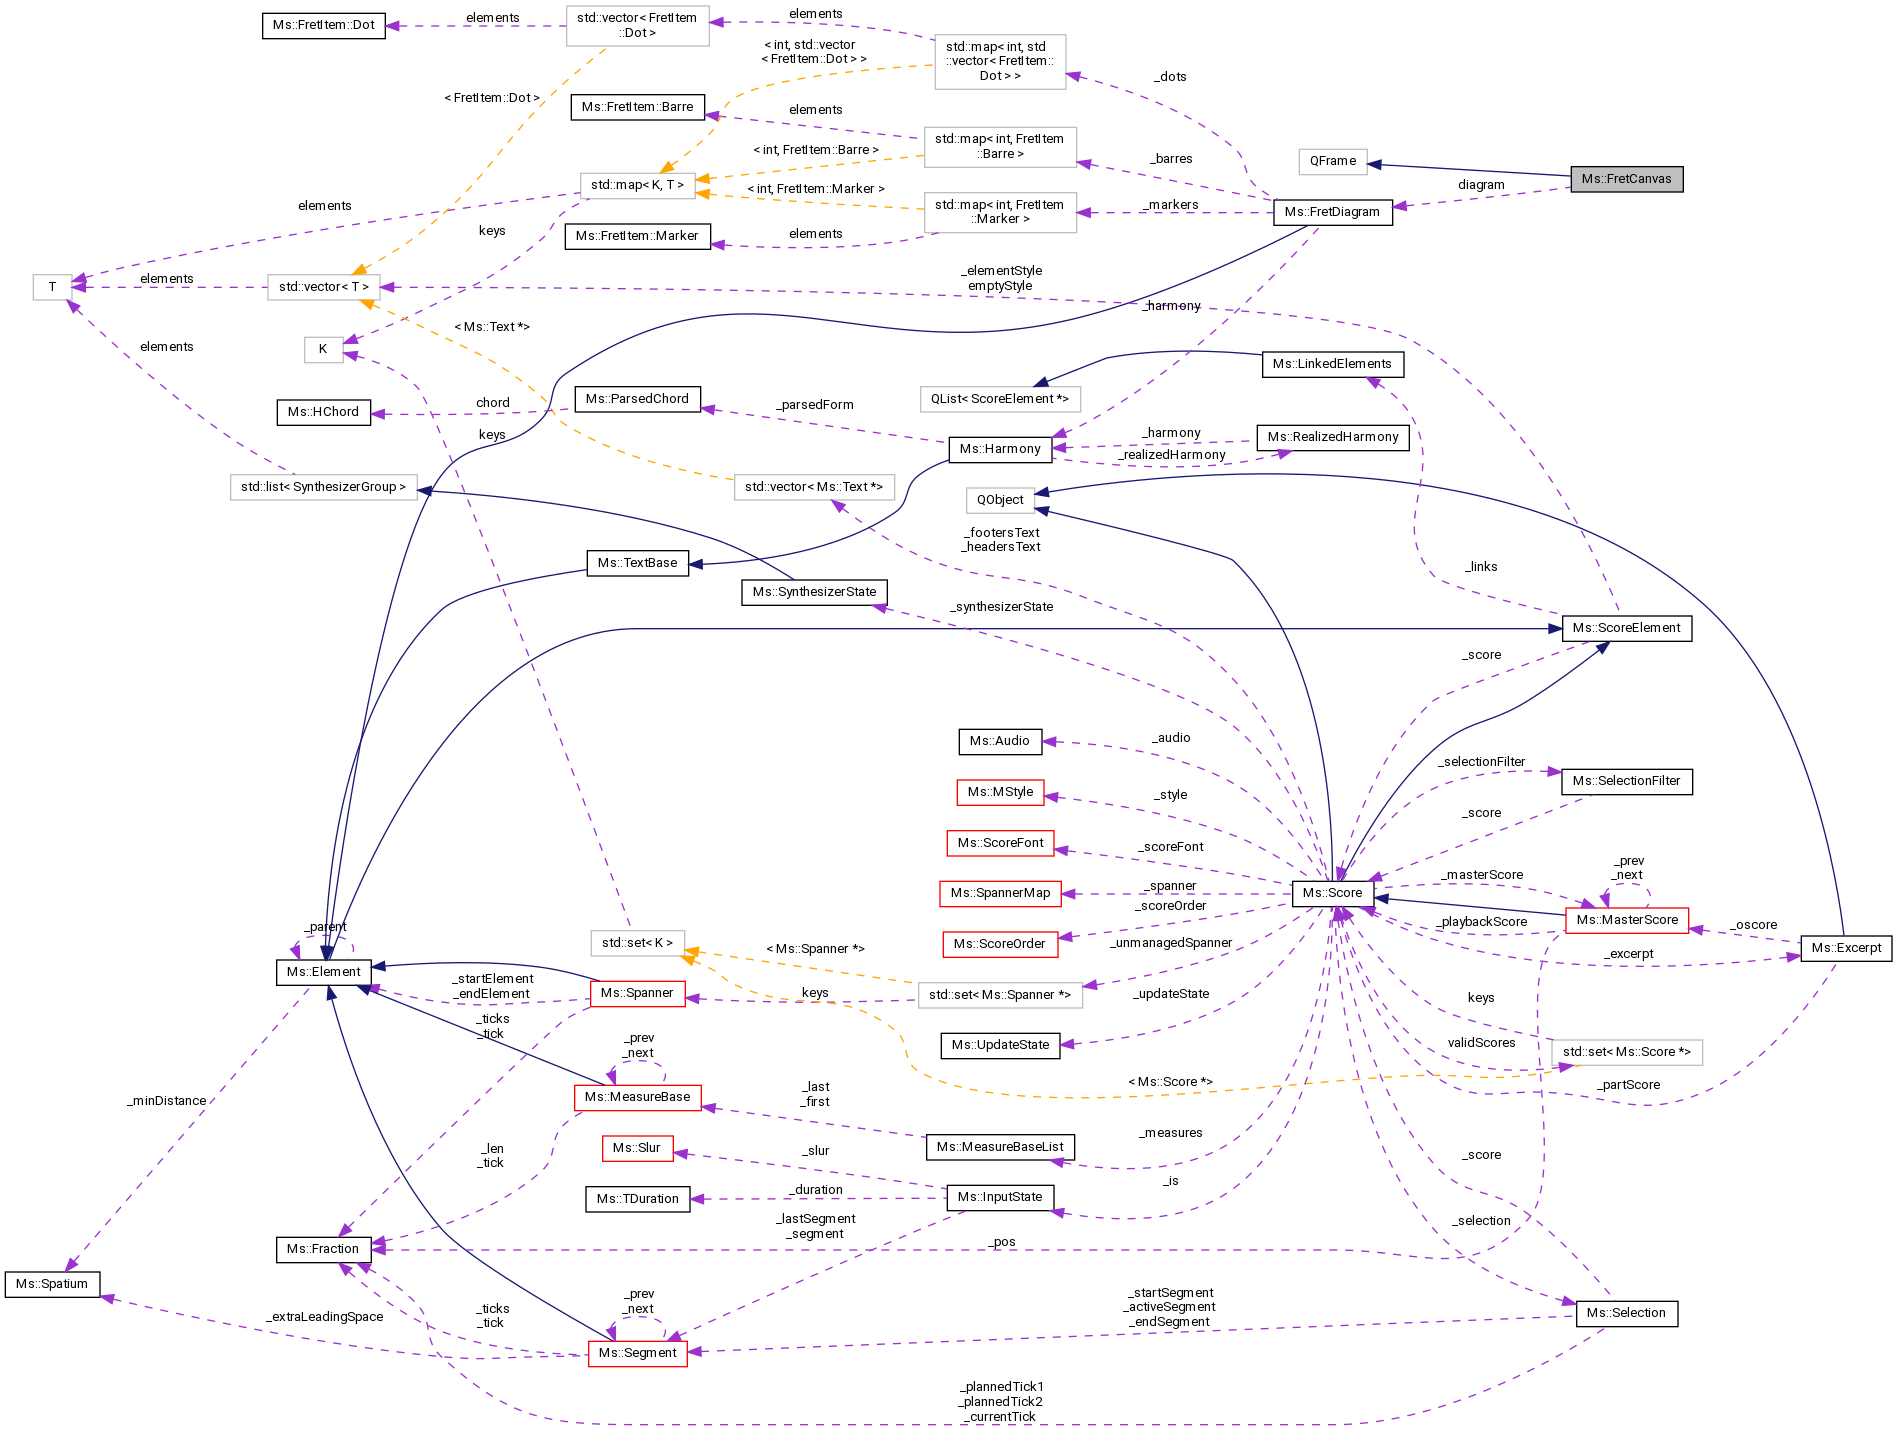 Ms::FretItem::Dot
elements
std::vector< FretItem
::Dot >
elements
< int, std::vector
< FretItem::Dot > >
std::map< int, std
::vector< FretItem::
Dot > >
_dots
< FretItem::Dot >
Ms::FretItem::Barre
elements
std::map< int, FretItem
::Barre >
_barres
QFrame
Ms::FretCanvas
< int, FretItem::Barre >
std::map< K, T >
< int, FretItem::Marker >
diagram
elements
std::map< int, FretItem
::Marker >
_markers
Ms::FretDiagram
keys
Ms::FretItem::Marker
elements
T
elements
std::vector< T >
_elementStyle
emptyStyle
_harmony
< Ms::Text *>
elements
K
Ms::LinkedElements
Ms::HChord
chord
Ms::ParsedChord
_parsedForm
QList< ScoreElement *>
keys
Ms::Harmony
_harmony
_realizedHarmony
Ms::RealizedHarmony
std::list< SynthesizerGroup >
std::vector< Ms::Text *>
QObject
_footersText
_headersText
Ms::TextBase
_links
Ms::SynthesizerState
_synthesizerState
Ms::ScoreElement
_score
Ms::Audio
_audio
_selectionFilter
Ms::SelectionFilter
Ms::MStyle
_style
_score
Ms::ScoreFont
_scoreFont
_prev
_next
Ms::SpannerMap
_spanner
Ms::Score
_masterScore
_scoreOrder
_playbackScore
Ms::MasterScore
_oscore
_parent
std::set< K >
Ms::ScoreOrder
_unmanagedSpanner
_excerpt
Ms::Excerpt
< Ms::Spanner *>
Ms::Element
_startElement
_endElement
Ms::Spanner
keys
std::set< Ms::Spanner *>
_updateState
keys
_ticks
_tick
_prev
_next
Ms::UpdateState
validScores
std::set< Ms::Score *>
< Ms::Score *>
_partScore
_minDistance
Ms::MeasureBase
_last
_first
_len
_tick
Ms::Slur
_slur
Ms::MeasureBaseList
_measures
_score
Ms::TDuration
_duration
Ms::InputState
_is
_lastSegment
_segment
_selection
Ms::Fraction
_pos
Ms::Spatium
_extraLeadingSpace
_ticks
_tick
_prev
_next
_startSegment
_activeSegment
_endSegment
Ms::Selection
Ms::Segment
_plannedTick1
_plannedTick2
_currentTick